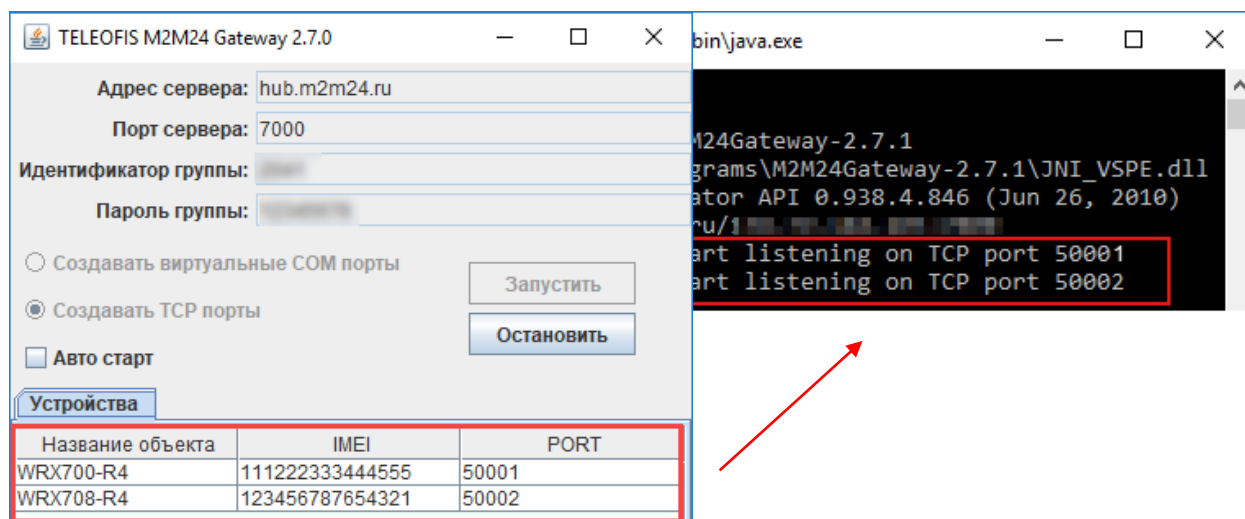 TELEOFIS M2M24 Gateway 2.7.0
Адрес сервера: hub.m2m24.ru
Порт сервера: 7000
Идентификатор группы:
Пароль группы:
Создавать виртуальные COM порты
Создавать TCP порты
Авто старт
Запустить
Остановить
Устройства
Название объекта IMEI PORT
WRX700-R4 111222333444555 50001
WRX708-R4 123456787654321 50002
bin\java.exe
M24Gateway-2.7.1
grams\M2M24Gateway-2.7.1\JNI_VSPE.dll
ator API 0.938.4.846 (Jun 26, 2010)
ru/
art listening on TCP port 50001
art listening on TCP port 50002